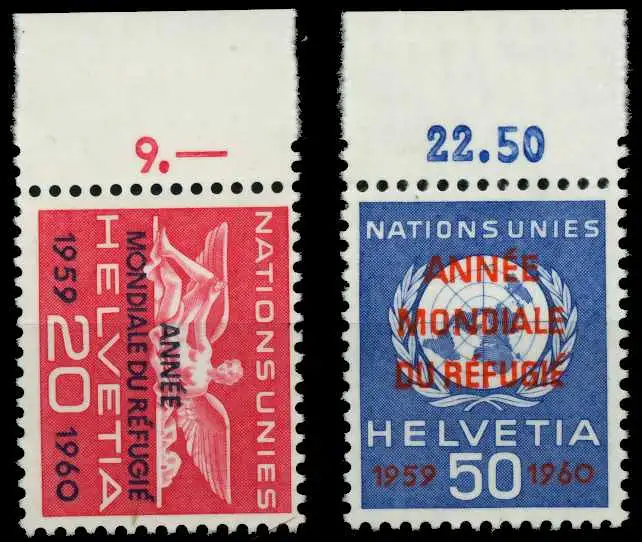 9.—
NATIONS UNIES
ANNÉE
MONDIALE DU RÉFUGIÉ
HELVETIA
1959 20 1960
22.50
NATIONS UNIES
ANNÉE
MONDIALE
DU RÉFUGIÉ
HELVETIA
1959 50 1960